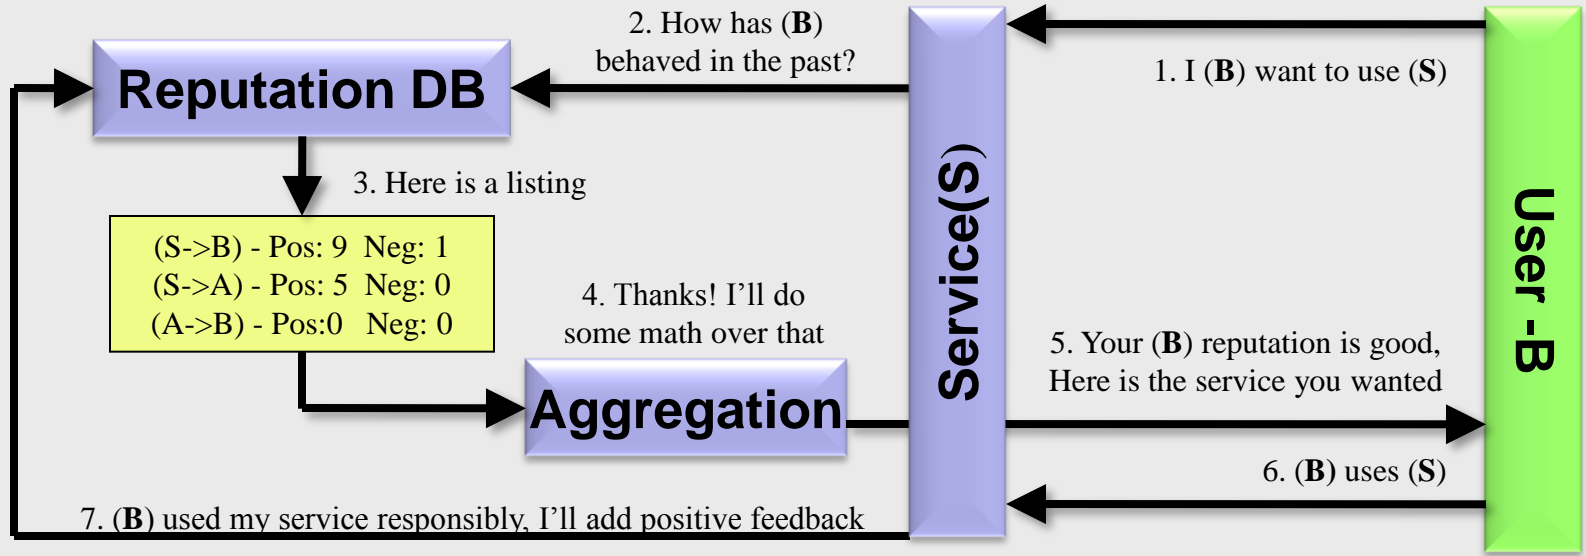 2. How has (B)
behaved in the past?
1. I (B) want to use (S)
Reputation DB
3. Here is a listing
(S->B) - Pos: 9 Neg: 1
(S->A) - Pos: 5 Neg: 0
(A->B) - Pos:0 Neg: 0
4. Thanks! I’ll do
some math over that
Aggregation
Service(S)
5. Your (B) reputation is good,
Here is the service you wanted
User -B
6. (B) uses (S)
7. (B) used my service responsibly, I’ll add positive feedback